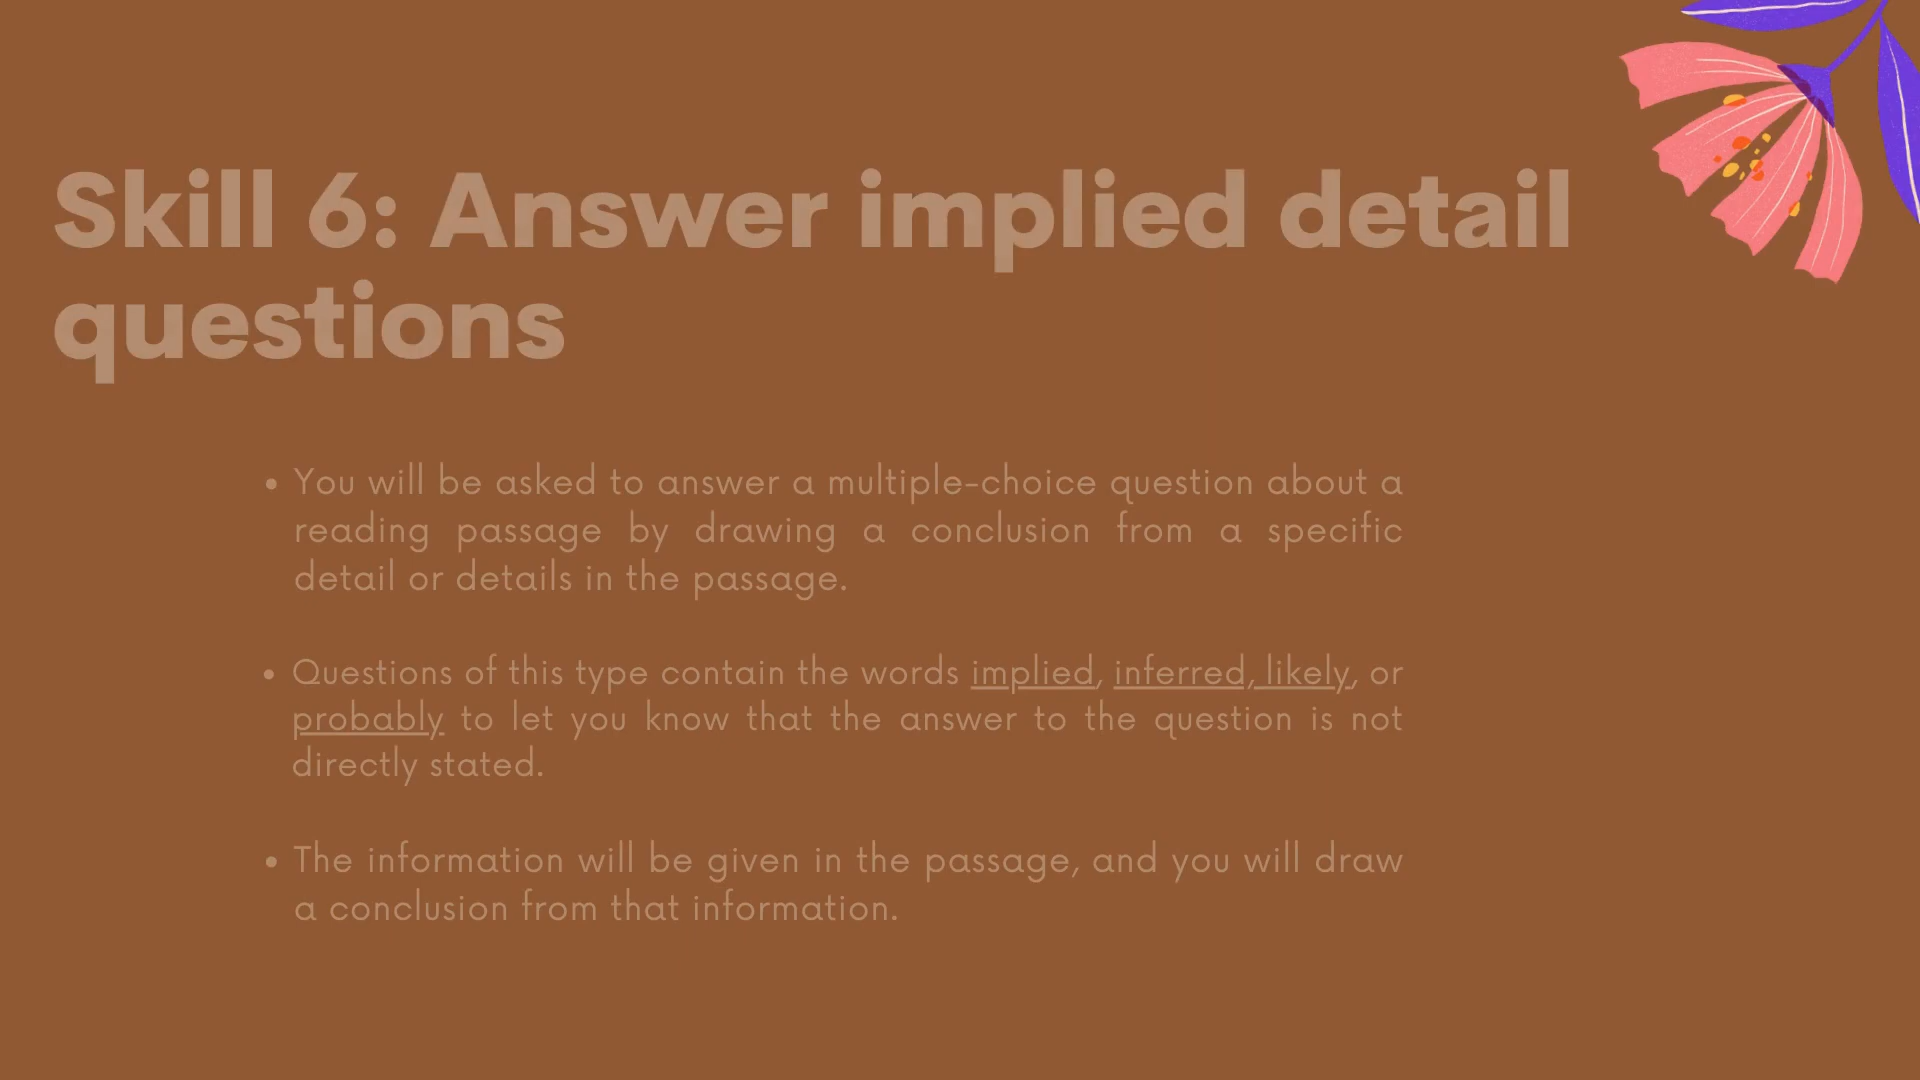 Skill 6: Answer implied detail
questions
• You will be asked to answer a multiple-choice question about a
reading passage by drawing a conclusion from a specific
detail or details in the passage.
• Questions of this type contain the words implied, inferred, likely, or
probably to let you know that the answer to the question is not
directly stated.
• The information will be given in the passage, and you will draw
a conclusion from that information.